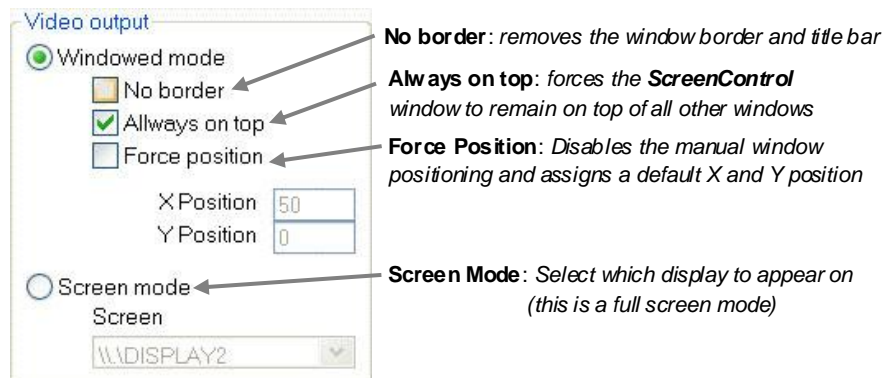 Video output
Windowed mode
No border
Allways on top
Force position
X Position 50
Y Position 0
Screen mode
Screen
\\.\DISPLAY2
No border: removes the window border and title bar
Always on top: forces the ScreenControl
window to remain on top of all other windows
Force Position: Disables the manual window
positioning and assigns a default X and Y position
Screen Mode: Select which display to appear on
(this is a full screen mode)